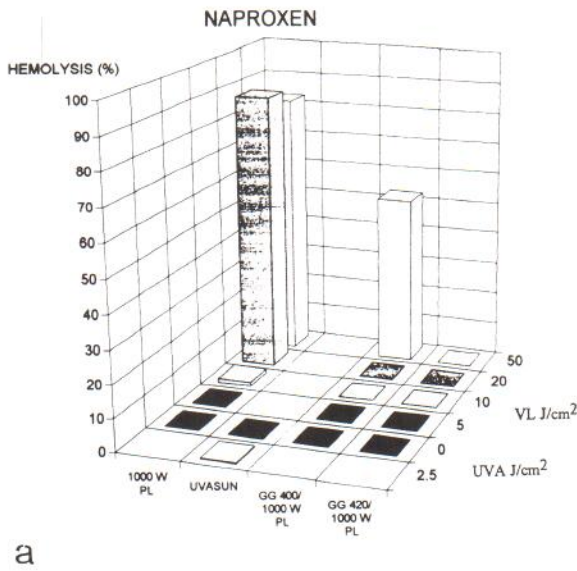 NAPROXEN
HEMOLYSIS (%)
100
90
80
70
60
50
40
30
20
10
0
50
20
10
5
0
2.5
VL J/cm²
UVA J/cm²
1000 W
PL
UVASUN
GG 400/
1000 W
PL
GG 420/
1000 W
PL
a